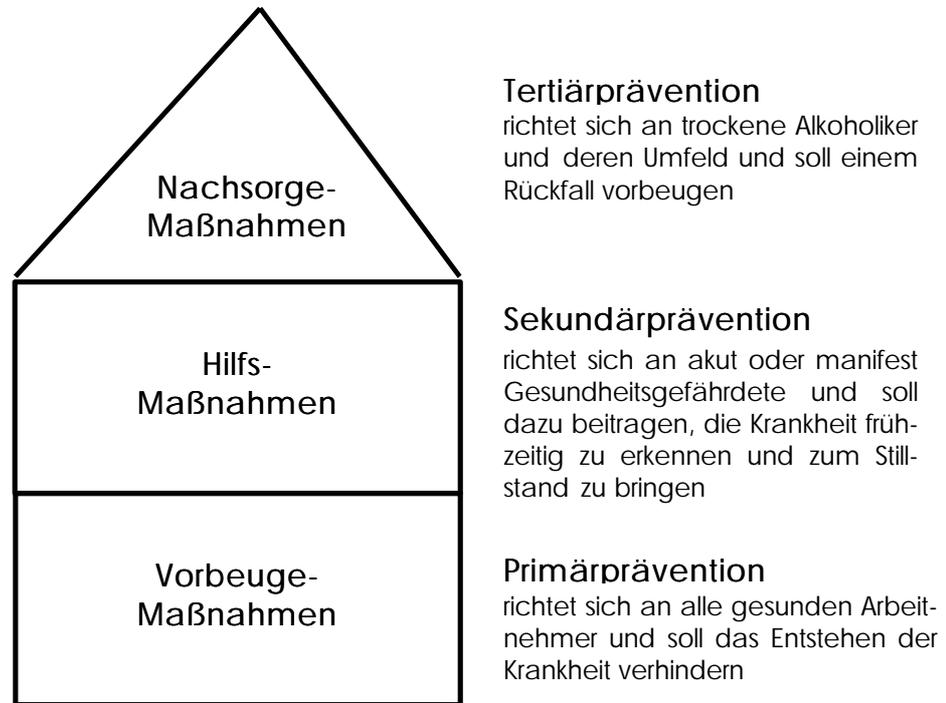 Nachsorge-
Maßnahmen
Tertiärprävention
richtet sich an trockene Alkoholiker
und deren Umfeld und soll einem
Rückfall vorbeugen
Hilfs-
Maßnahmen
Sekundärprävention
richtet sich an akut oder manifest
Gesundheitsgefährdete und soll
dazu beitragen, die Krankheit früh-
zeitig zu erkennen und zum Still-
stand zu bringen
Vorbeuge-
Maßnahmen
Primärprävention
richtet sich an alle gesunden Arbeit-
nehmer und soll das Entstehen der
Krankheit verhindern